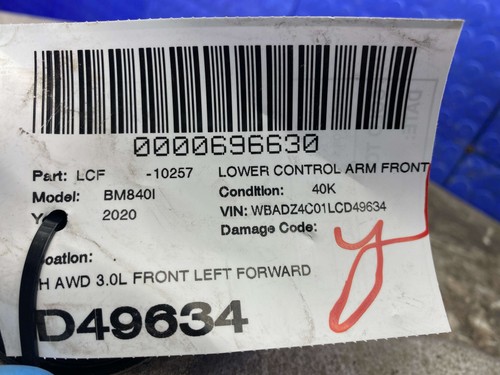 0000696630
Part: LCF -10257 LOWER CONTROL ARM FRONT
Model: BM840I Condition: 40K
2020 VIN: WBADZ4C01LCD49634
Damage Code:
ocation:
H AWD 3.0L FRONT LEFT FORWARD
D49634